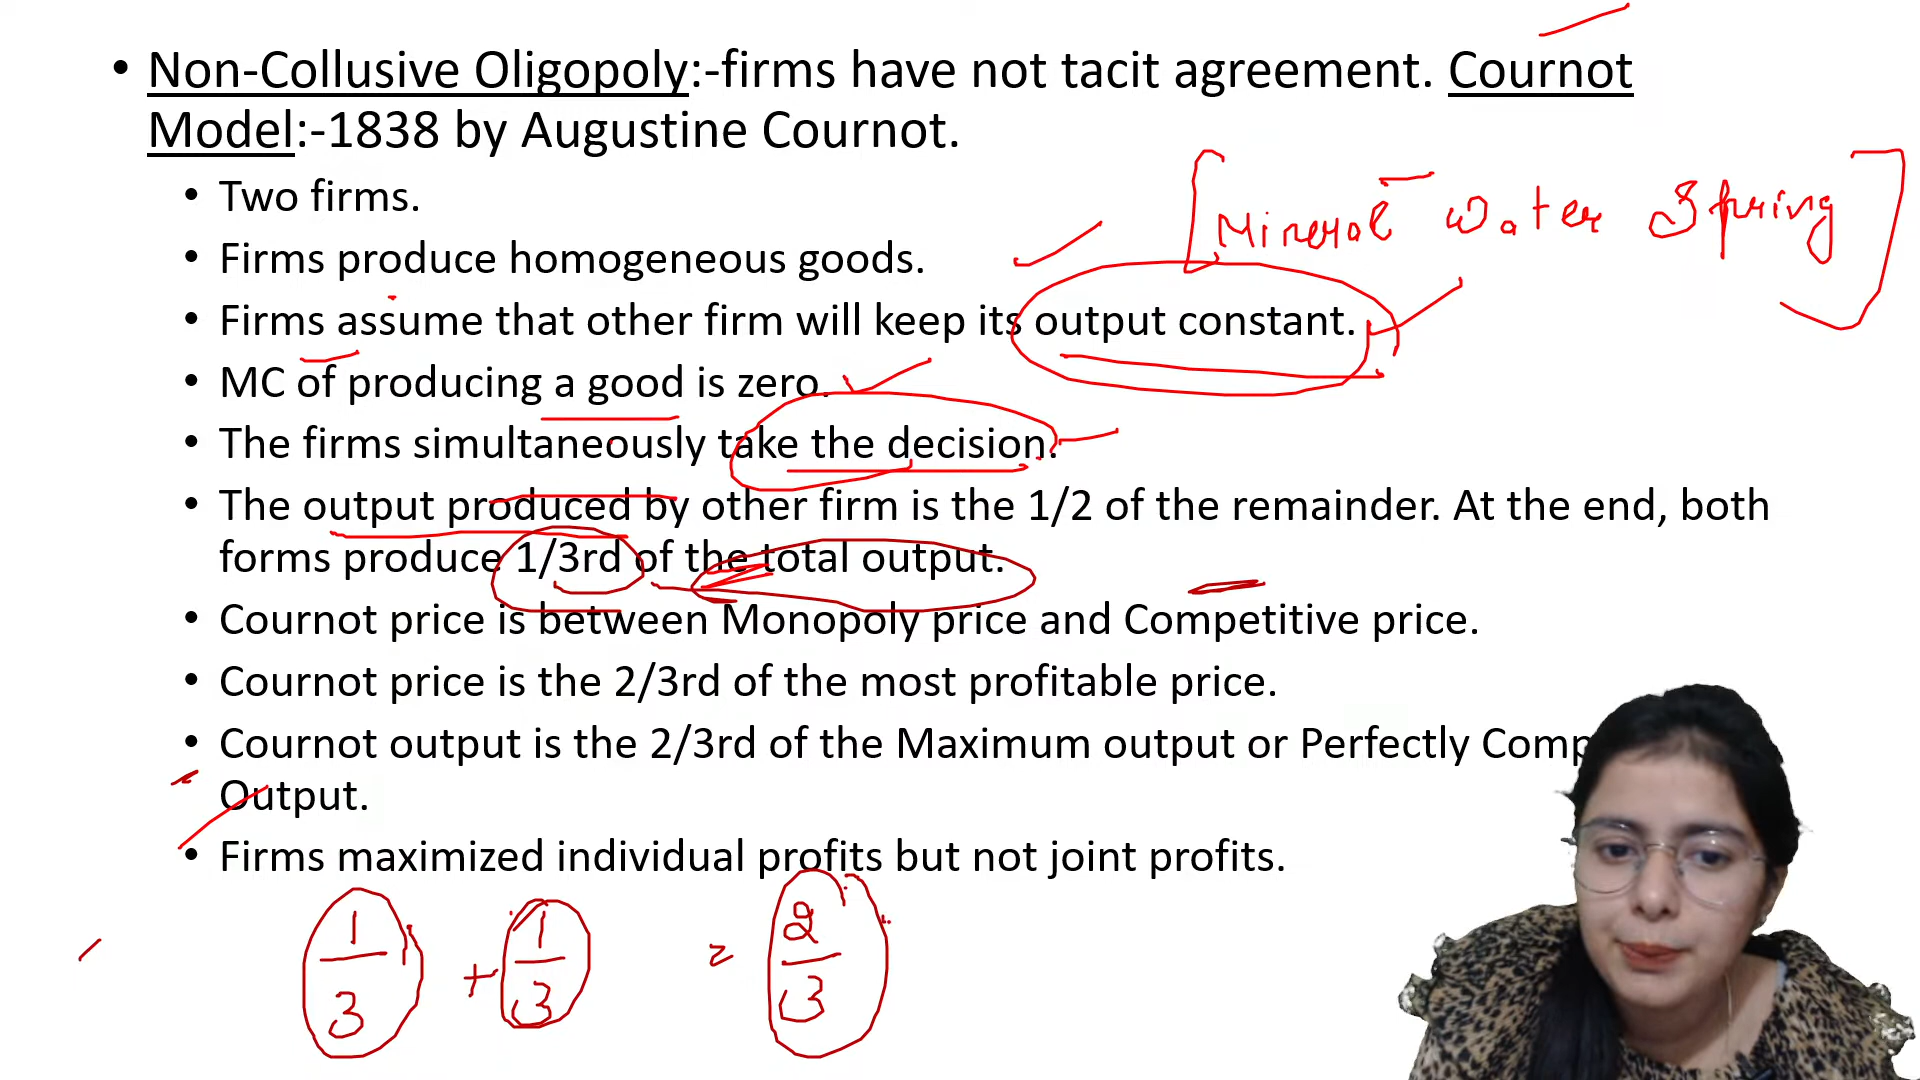 • Non-Collusive Oligopoly:-firms have not tacit agreement. Cournot
Model:-1838 by Augustine Cournot.
• Two firms.
[Mineral Water Spring]
• Firms produce homogeneous goods.
• Firms assume that other firm will keep its output constant.
• MC of producing a good is zero.
• The firms simultaneously take the decision.
• The output produced by other firm is the 1/2 of the remainder. At the end, both
forms produce 1/3rd of the total output.
• Cournot price is between Monopoly price and Competitive price.
• Cournot price is the 2/3rd of the most profitable price.
• Cournot output is the 2/3rd of the Maximum output or Perfectly Comp
Output.
• Firms maximized individual profits but not joint profits.
1/3 + 1/3 = 2/3